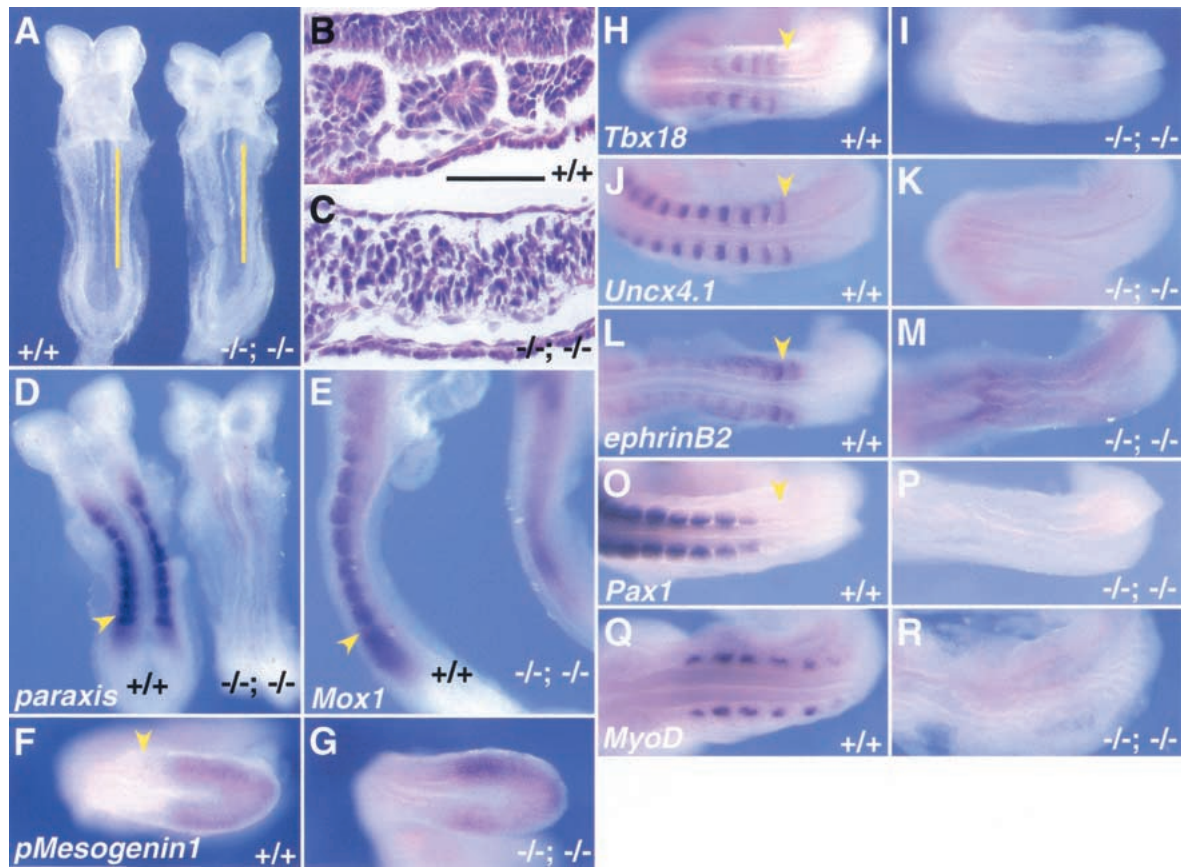 A
+/+
-/-; -/-
B
+/+
C
-/-; -/-
D
paraxis
+/+
-/-; -/-
E
Mox1
+/+
-/-; -/-
F
pMesogenin1
+/+
G
-/-; -/-
H
Tbx18
+/+
I
-/-; -/-
J
Uncx4.1
+/+
K
-/-; -/-
L
ephrinB2
+/+
M
-/-; -/-
O
Pax1
+/+
P
-/-; -/-
Q
MyoD
+/+
R
-/-; -/-